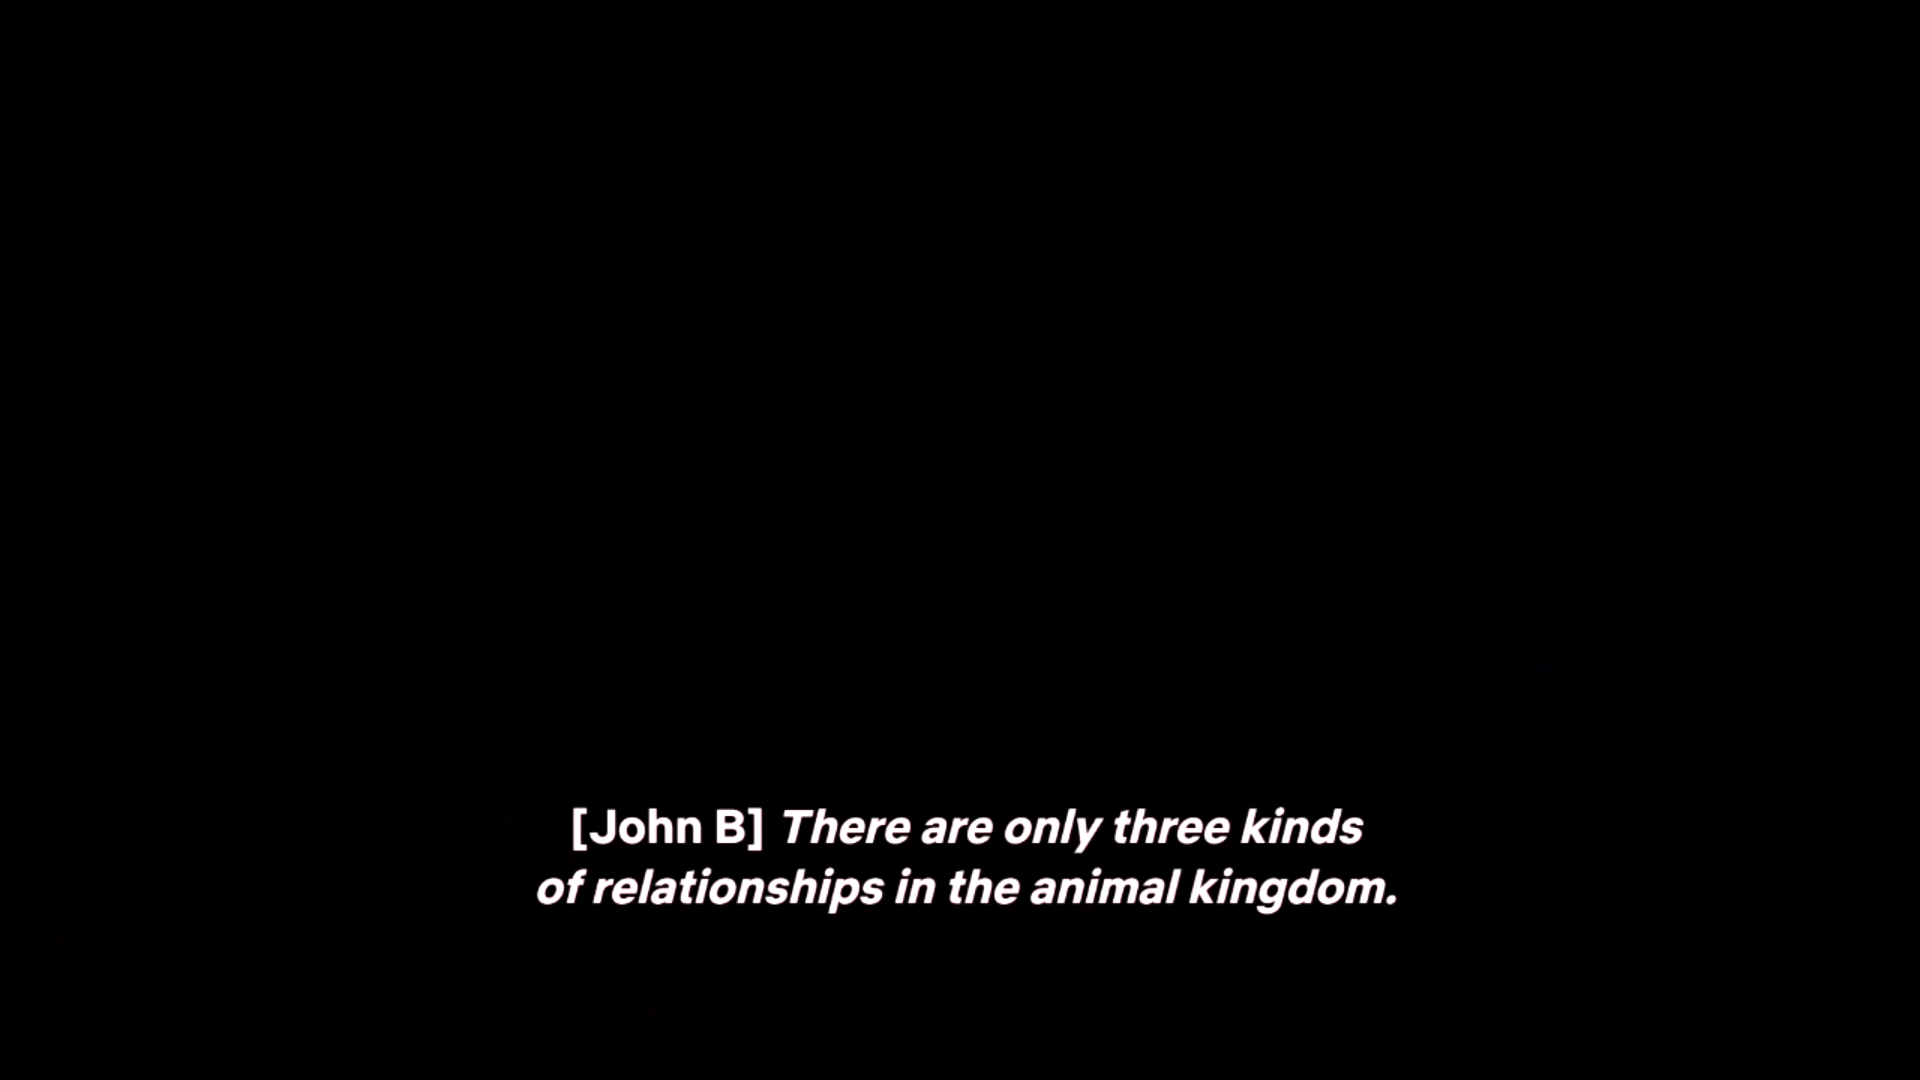 [John B] There are only three kinds
of relationships in the animal kingdom.